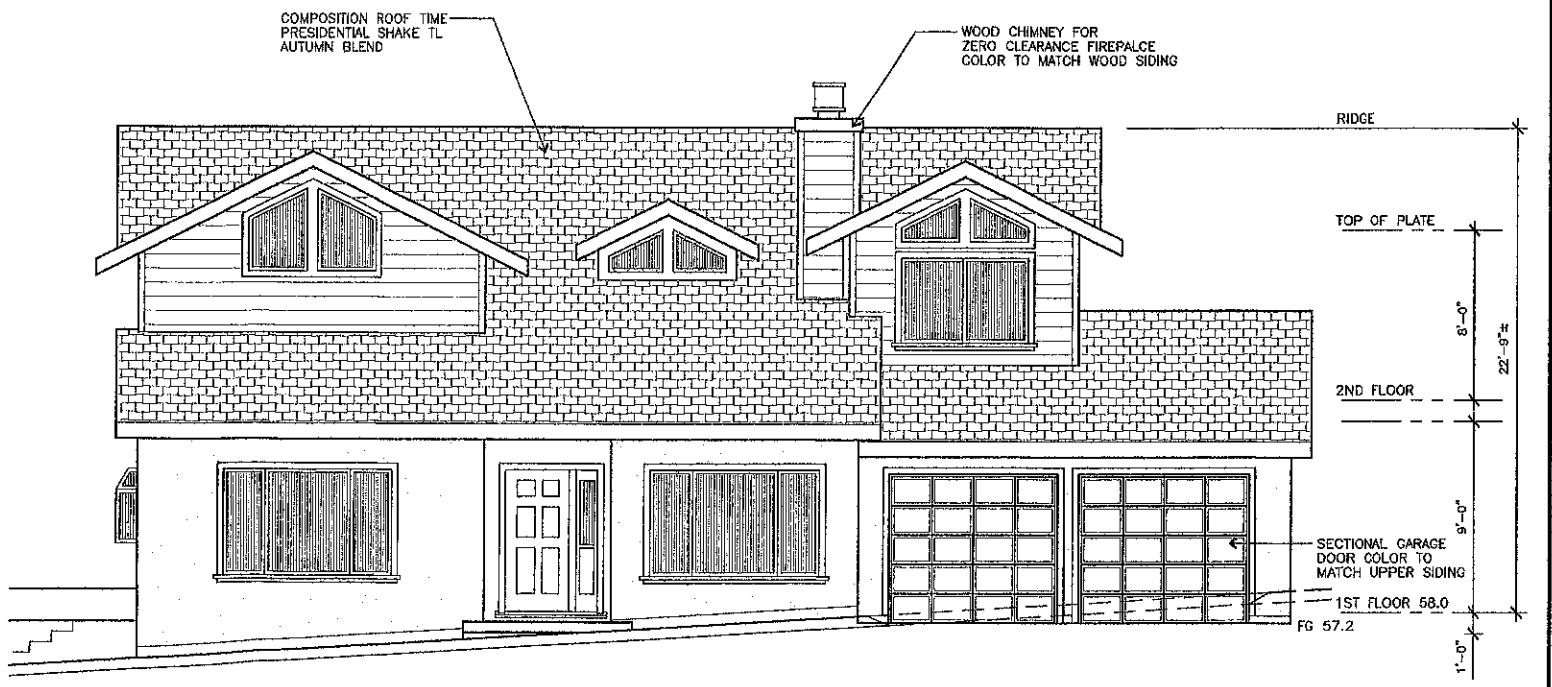 COMPOSITION ROOF TIME
PRESIDENTIAL SHAKE TL
AUTUMN BLEND
WOOD CHIMNEY FOR
ZERO CLEARANCE FIREPALCE
COLOR TO MATCH WOOD SIDING
RIDGE
TOP OF PLATE
8'-0"
22'-9"±
2ND FLOOR
9'-0"
SECTIONAL GARAGE
DOOR COLOR TO
MATCH UPPER SIDING
1ST FLOOR 58.0
FG 57.2
1'-0"